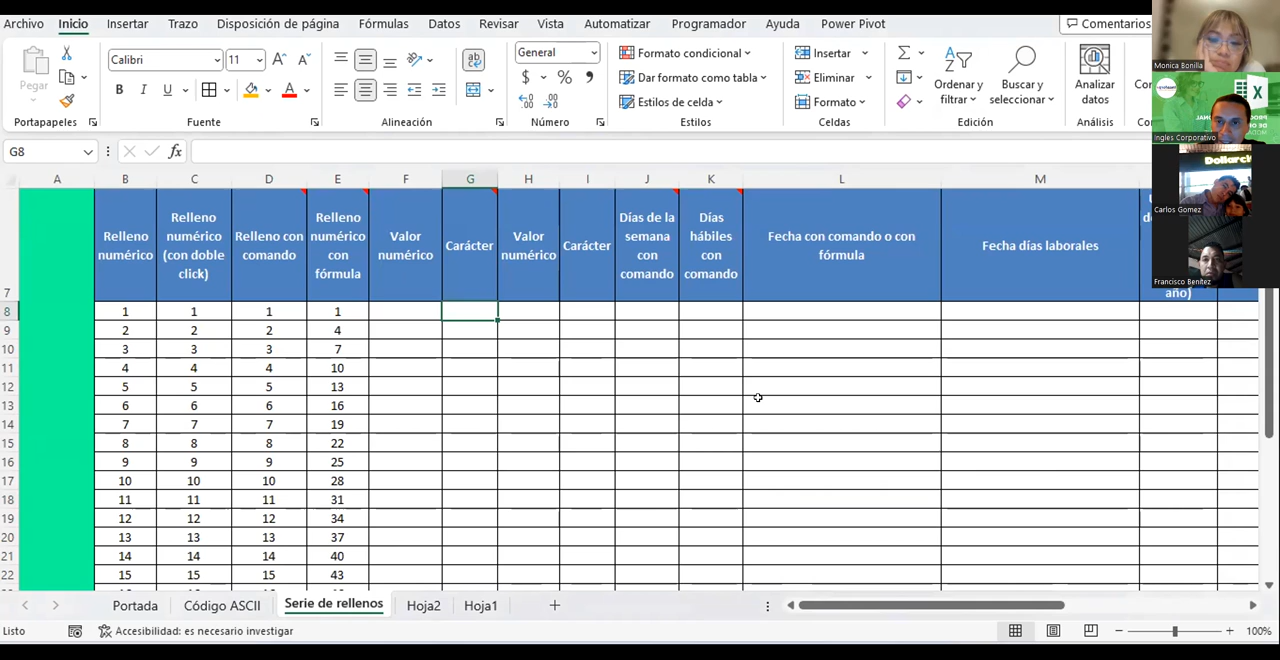 Archivo Inicio Insertar Trazo Disposición de página Fórmulas Datos Revisar Vista Automatizar Programador Ayuda Power Pivot Comentarios
Pegar
Portapapeles
Calibri 11
N K S
Fuente
Alineación
General
$ % 000
Número
Formato condicional
Dar formato como tabla
Estilos de celda
Estilos
Insertar
Eliminar
Formato
Celdas
Ordenar y filtrar
Buscar y seleccionar
Edición
Analizar datos
Análisis
Monica Bonilla
Ingles Corporativo
Dollarc
Carlos Gomez
Francisco Benítez
G8 fx
A B C D E F G H I J K L M
7
Relleno numérico
Relleno numérico (con doble click)
Relleno con comando
Relleno numérico con fórmula
Valor numérico
Carácter
Valor numérico
Carácter
Días de la semana con comando
Días hábiles con comando
Fecha con comando o con fórmula
Fecha días laborales
año)
8 1 1 1 1
9 2 2 2 4
10 3 3 3 7
11 4 4 4 10
12 5 5 5 13
13 6 6 6 16
14 7 7 7 19
15 8 8 8 22
16 9 9 9 25
17 10 10 10 28
18 11 11 11 31
19 12 12 12 34
20 13 13 13 37
21 14 14 14 40
22 15 15 15 43
Portada Código ASCII Serie de rellenos Hoja2 Hoja1
Listo Accesibilidad: es necesario investigar 100%